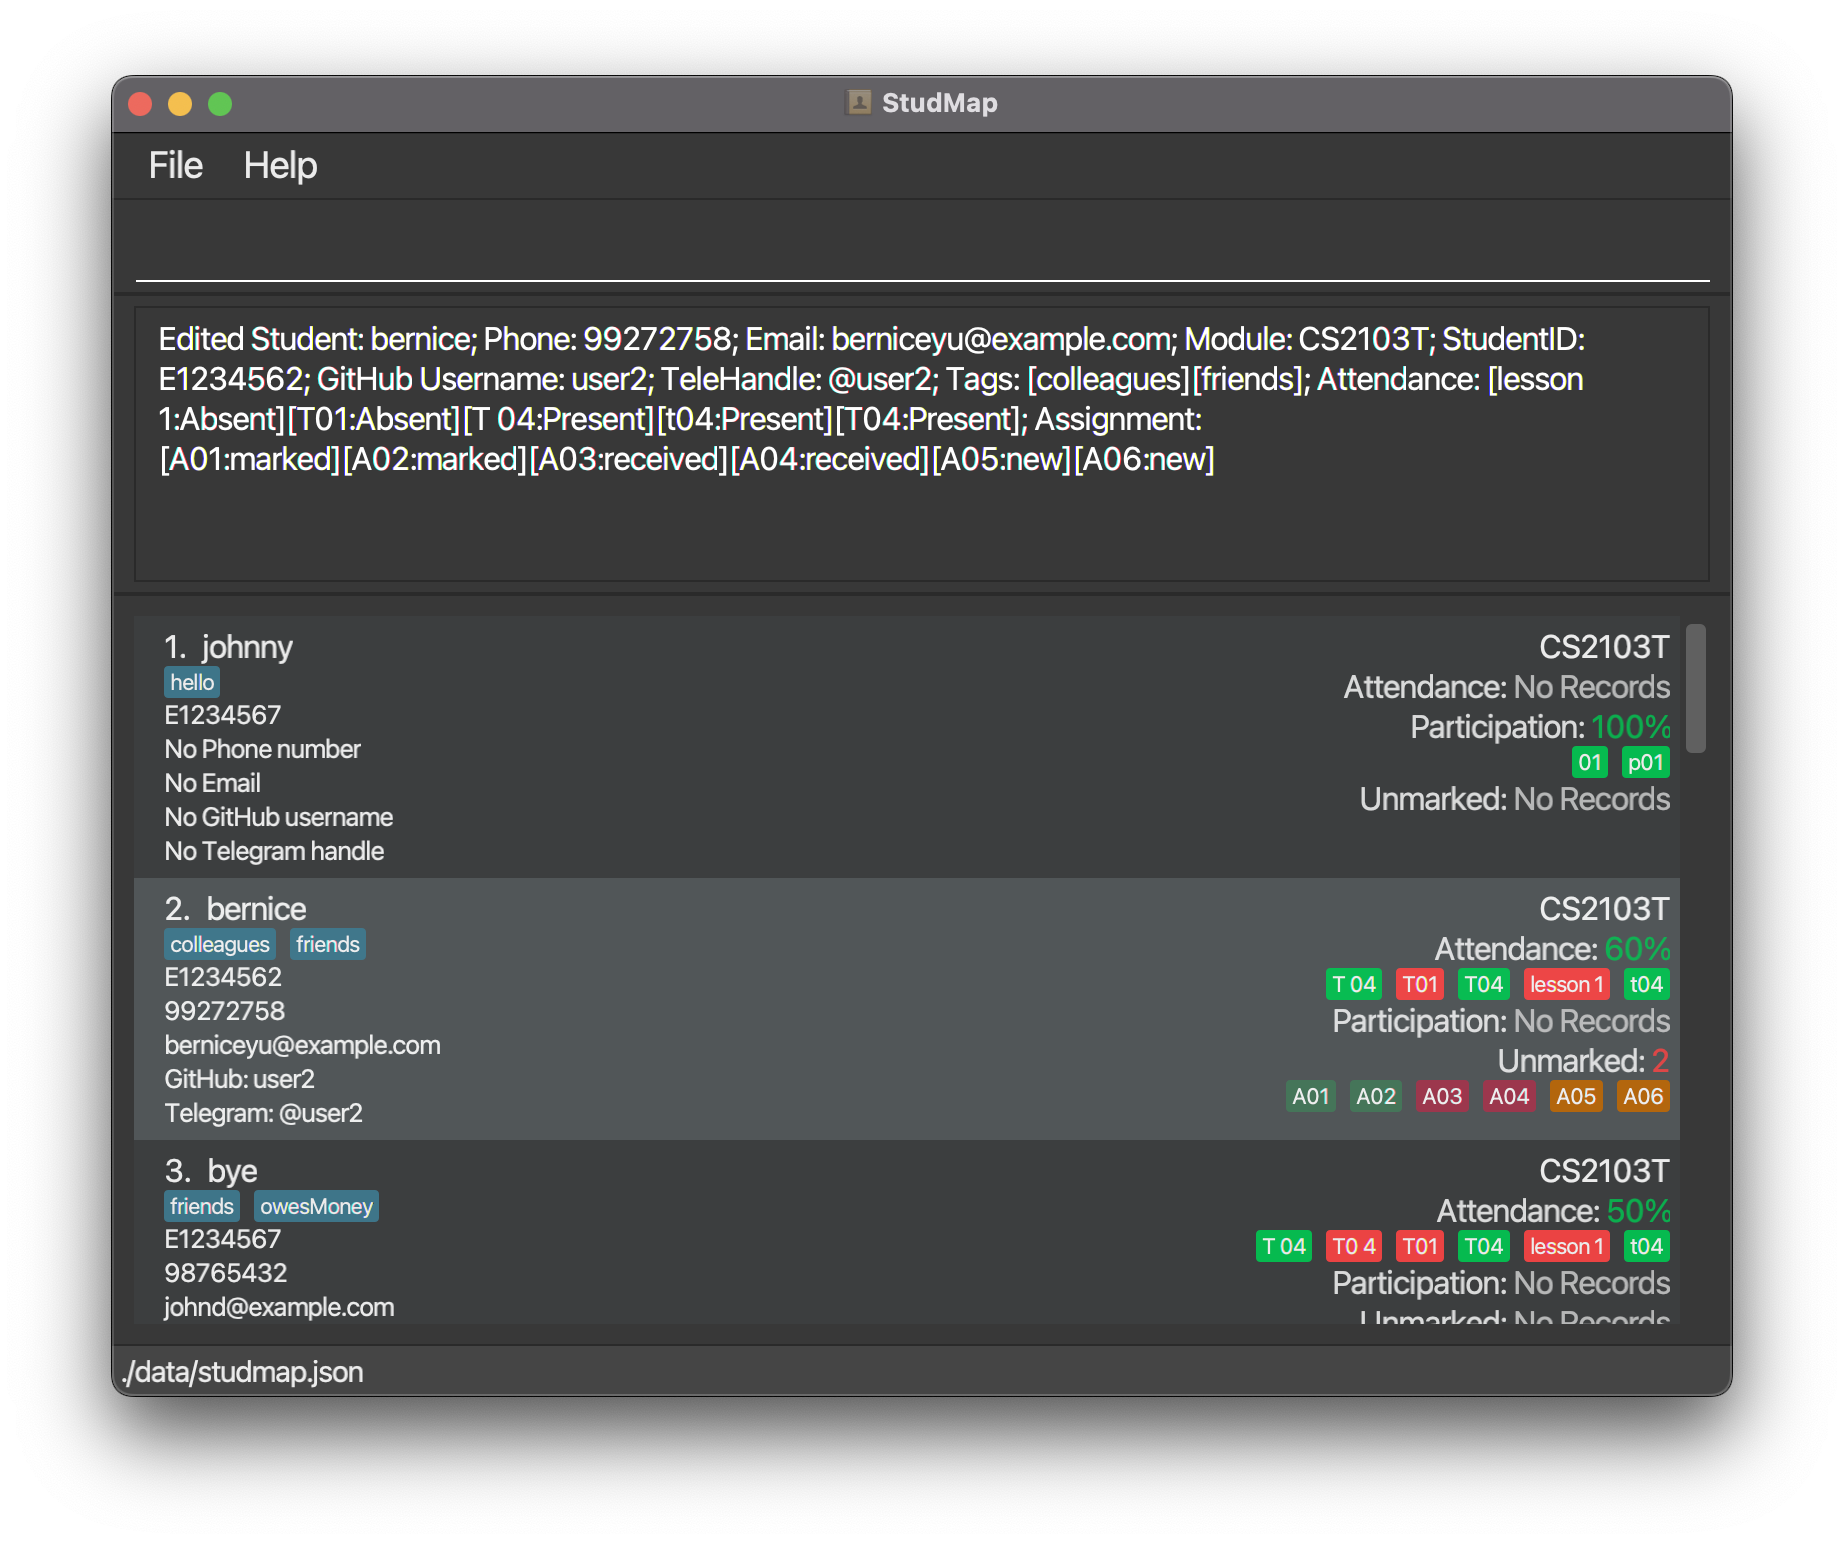 StudMap
File Help
Edited Student: bernice; Phone: 99272758; Email: berniceyu@example.com; Module: CS2103T; StudentID:
E1234562; GitHub Username: user2; TeleHandle: @user2; Tags: [colleagues][friends]; Attendance: [lesson
1:Absent][T01:Absent][T 04:Present][t04:Present][T04:Present]; Assignment:
[A01:marked][A02:marked][A03:received][A04:received][A05:new][A06:new]
1. johnny
hello
E1234567
No Phone number
No Email
No GitHub username
No Telegram handle
CS2103T
Attendance: No Records
Participation: 100%
01 p01
Unmarked: No Records
2. bernice
colleagues friends
E1234562
99272758
berniceyu@example.com
GitHub: user2
Telegram: @user2
CS2103T
Attendance: 60%
T 04 T01 T04 lesson 1 t04
Participation: No Records
Unmarked: 2
A01 A02 A03 A04 A05 A06
3. bye
friends owesMoney
E1234567
98765432
johnd@example.com
CS2103T
Attendance: 50%
T 04 T0 4 T01 T04 lesson 1 t04
Participation: No Records
Unmarked: No Records
./data/studmap.json